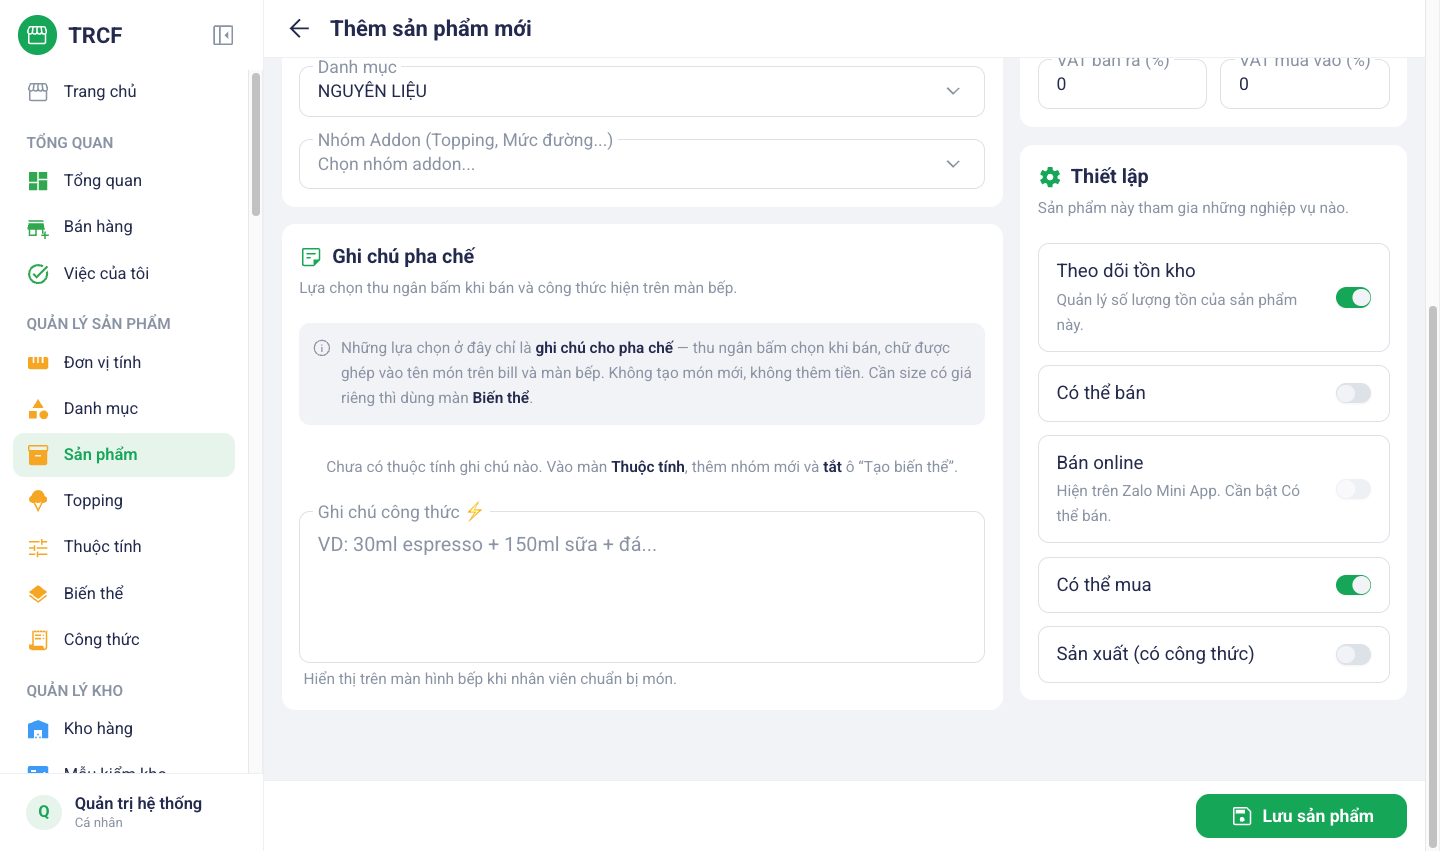 TRCF
Trang chủ
TỔNG QUAN
Tổng quan
Bán hàng
Việc của tôi
QUẢN LÝ SẢN PHẨM
Đơn vị tính
Danh mục
Sản phẩm
Topping
Thuộc tính
Biến thể
Công thức
QUẢN LÝ KHO
Kho hàng
Mẫu kiểm kho
Q
Quản trị hệ thống
Cá nhân
Thêm sản phẩm mới
Danh mục
NGUYÊN LIỆU
Nhóm Addon (Topping, Mức đường...)
Chọn nhóm addon...
Ghi chú pha chế
Lựa chọn thu ngân bấm khi bán và công thức hiện trên màn bếp.
Những lựa chọn ở đây chỉ là ghi chú cho pha chế — thu ngân bấm chọn khi bán, chữ được
ghép vào tên món trên bill và màn bếp. Không tạo món mới, không thêm tiền. Cần size có giá
riêng thì dùng màn Biến thể.
Chưa có thuộc tính ghi chú nào. Vào màn Thuộc tính, thêm nhóm mới và tắt ô “Tạo biến thể”.
Ghi chú công thức ⚡
VD: 30ml espresso + 150ml sữa + đá...
Hiển thị trên màn hình bếp khi nhân viên chuẩn bị món.
VAT bán ra (%)
0
VAT mua vào (%)
0
Thiết lập
Sản phẩm này tham gia những nghiệp vụ nào.
Theo dõi tồn kho
Quản lý số lượng tồn của sản phẩm
này.
Có thể bán
Bán online
Hiện trên Zalo Mini App. Cần bật Có
thể bán.
Có thể mua
Sản xuất (có công thức)
Lưu sản phẩm